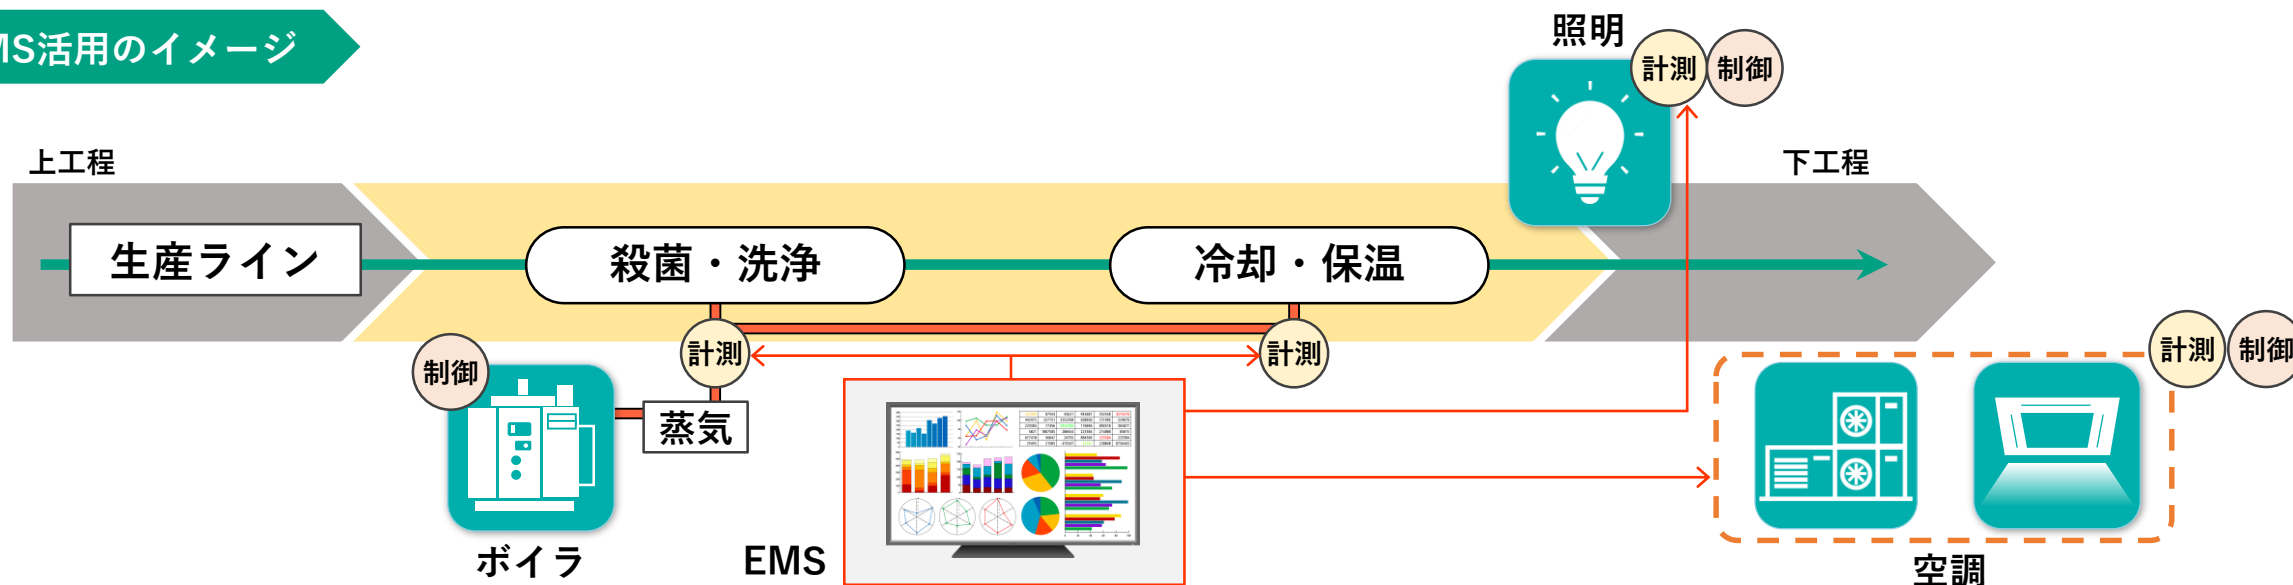 MS活用のイメージ
照明
計測
制御
上工程
下工程
生産ライン
殺菌・洗浄
冷却・保温
計測
計測
計測
制御
制御
蒸気
ボイラ
EMS
空調